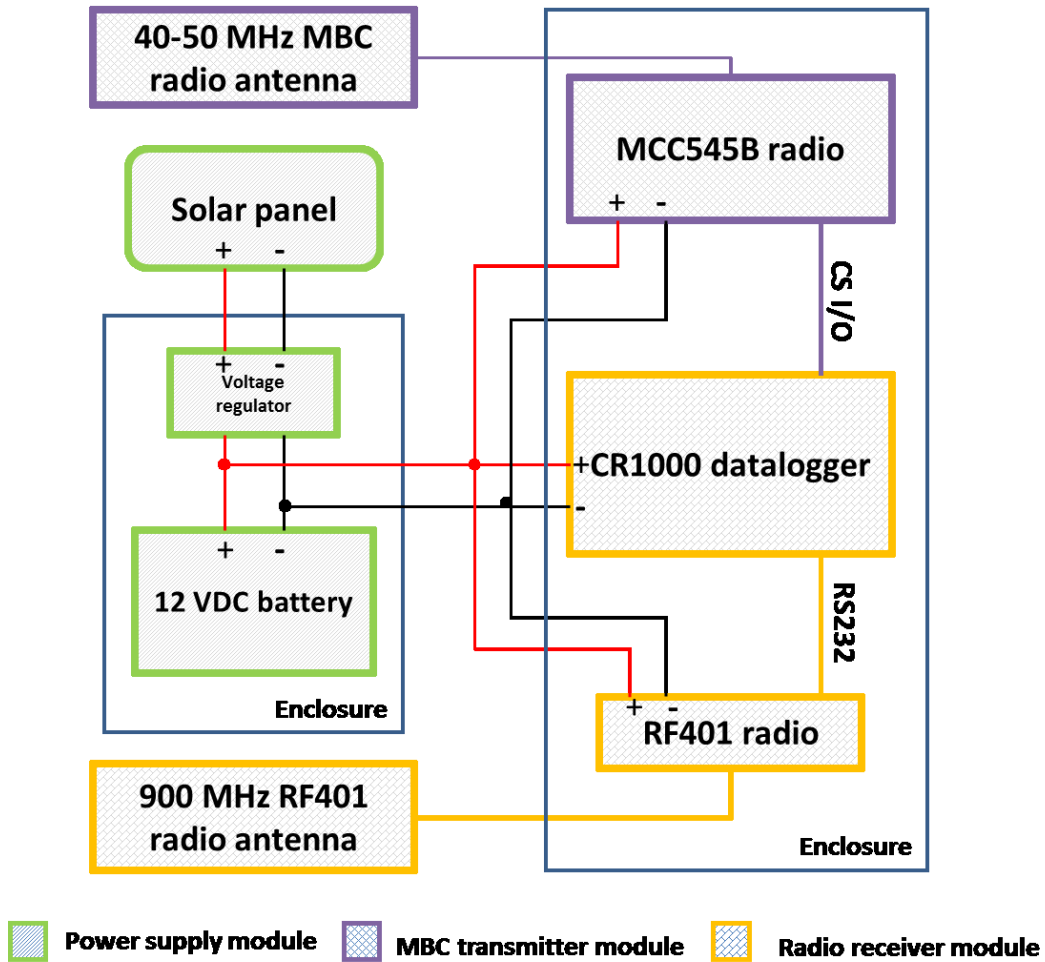 40-50 MHz MBC
radio antenna
MCC545B radio
+ -
Solar panel
+ -
CS I/O
+ -
Voltage
regulator
+CR1000 datalogger
-
+ -
12 VDC battery
RS232
Enclosure
+ -
RF401 radio
900 MHz RF401
radio antenna
Enclosure
Power supply module
MBC transmitter module
Radio receiver module